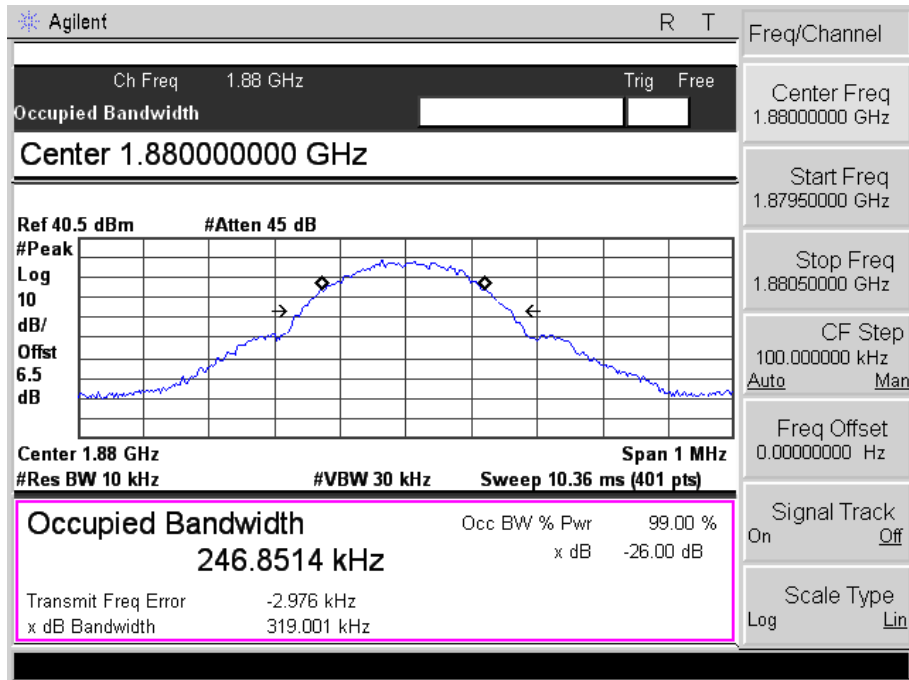 Agilent R T
Freq/Channel
Ch Freq 1.88 GHz Trig Free
Occupied Bandwidth
Center 1.880000000 GHz
Ref 40.5 dBm #Atten 45 dB
#Peak
Log
10
dB/
Offst
6.5
dB
Center 1.88 GHz Span 1 MHz
#Res BW 10 kHz #VBW 30 kHz Sweep 10.36 ms (401 pts)
Occupied Bandwidth Occ BW % Pwr 99.00 %
246.8514 kHz x dB -26.00 dB
Transmit Freq Error -2.976 kHz
x dB Bandwidth 319.001 kHz
Center Freq
1.88000000 GHz
Start Freq
1.87950000 GHz
Stop Freq
1.88050000 GHz
CF Step
100.000000 kHz
Auto Man
Freq Offset
0.00000000 Hz
Signal Track
On Off
Scale Type
Log Lin